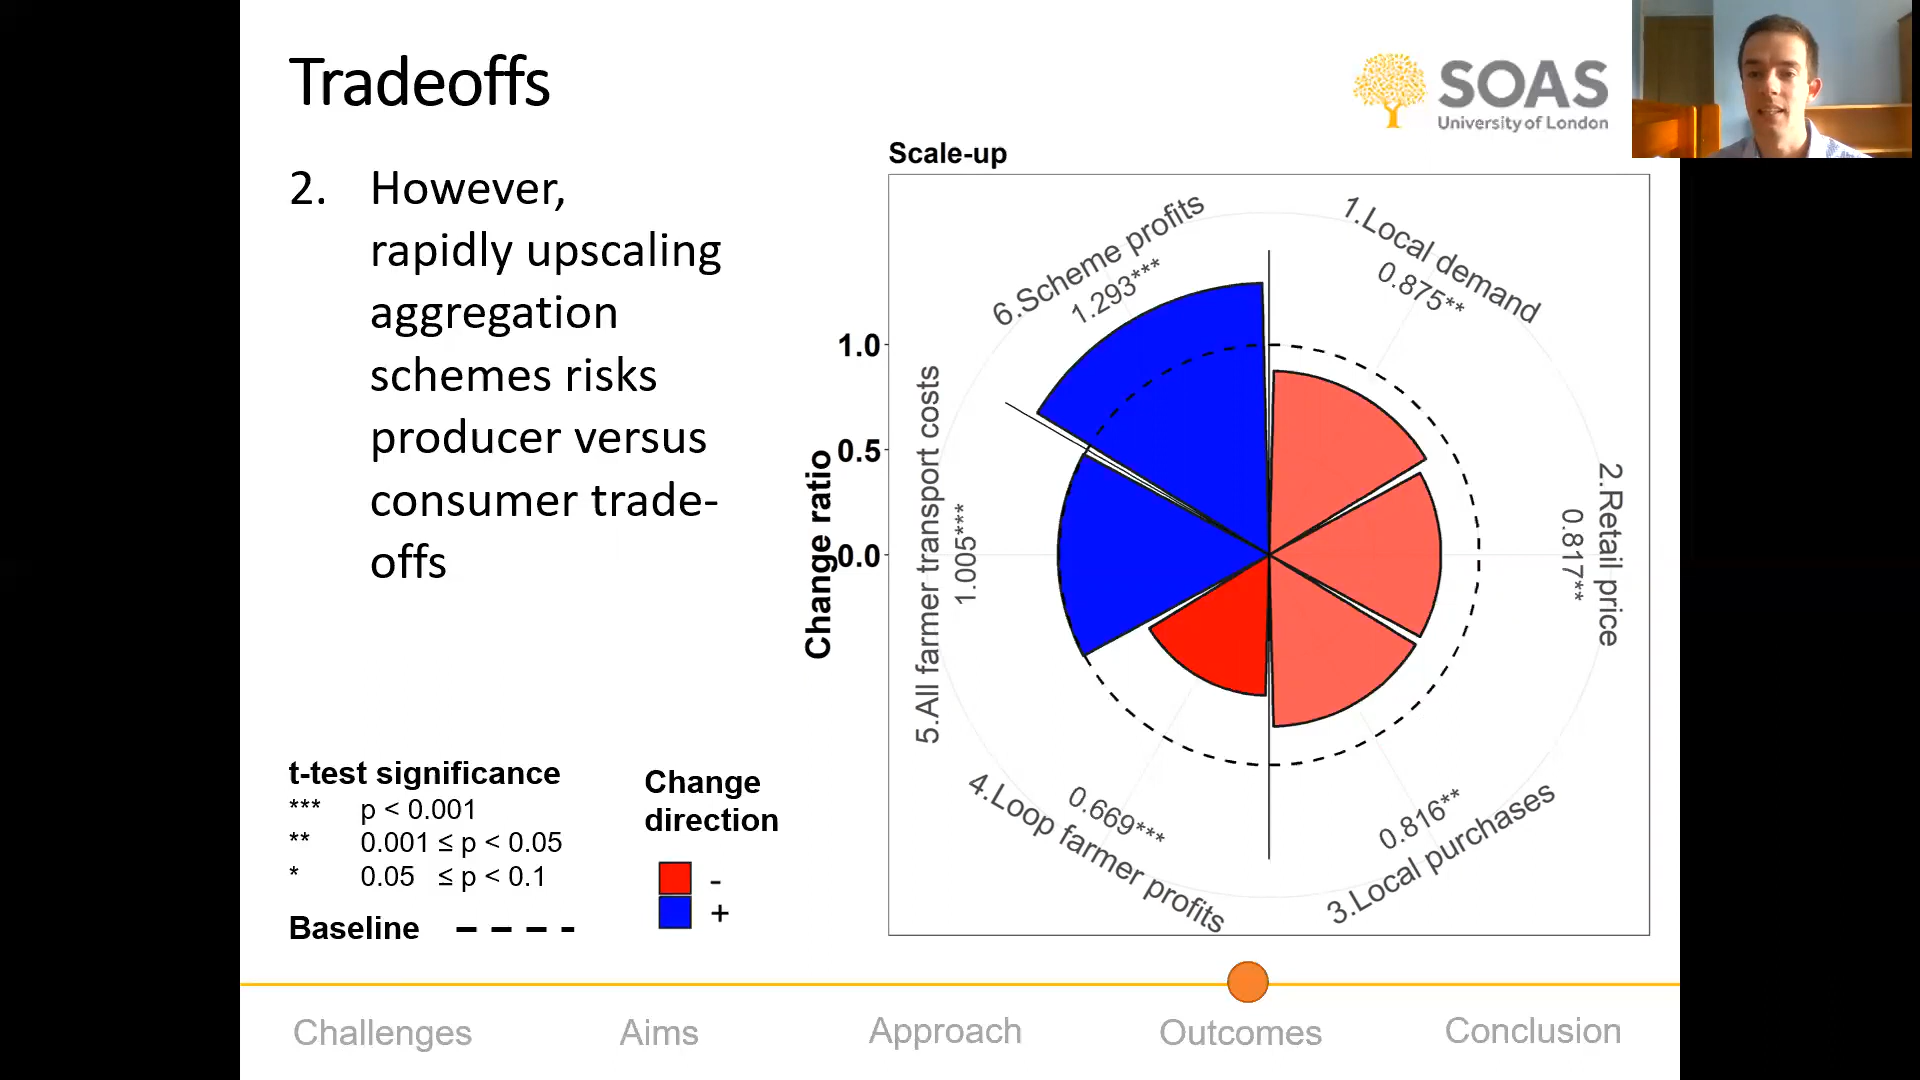 Tradeoffs
SOAS
University of London
2. However,
rapidly upscaling
aggregation
schemes risks
producer versus
consumer trade-
offs
Scale-up
6.Scheme profits
1.293***
1.Local demand
0.875**
2.Retail price
0.817**
3.Local purchases
0.816**
4.Loop farmer profits
0.669***
5.All farmer transport costs
1.005***
Change ratio
1.0
0.5
0.0
t-test significance
*** p < 0.001
** 0.001 ≤ p < 0.05
* 0.05 ≤ p < 0.1
Baseline
Change
direction
-
+
Challenges
Aims
Approach
Outcomes
Conclusion